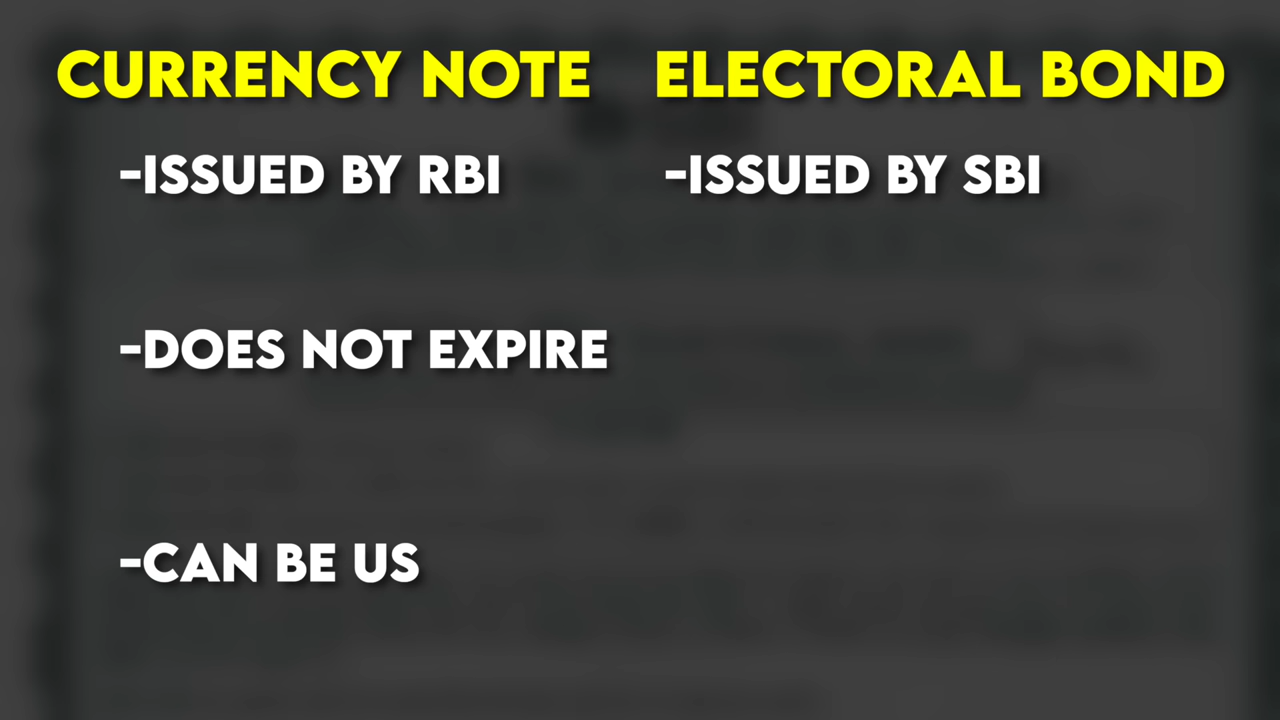 CURRENCY NOTE ELECTORAL BOND
-ISSUED BY RBI -ISSUED BY SBI
-DOES NOT EXPIRE
-CAN BE US